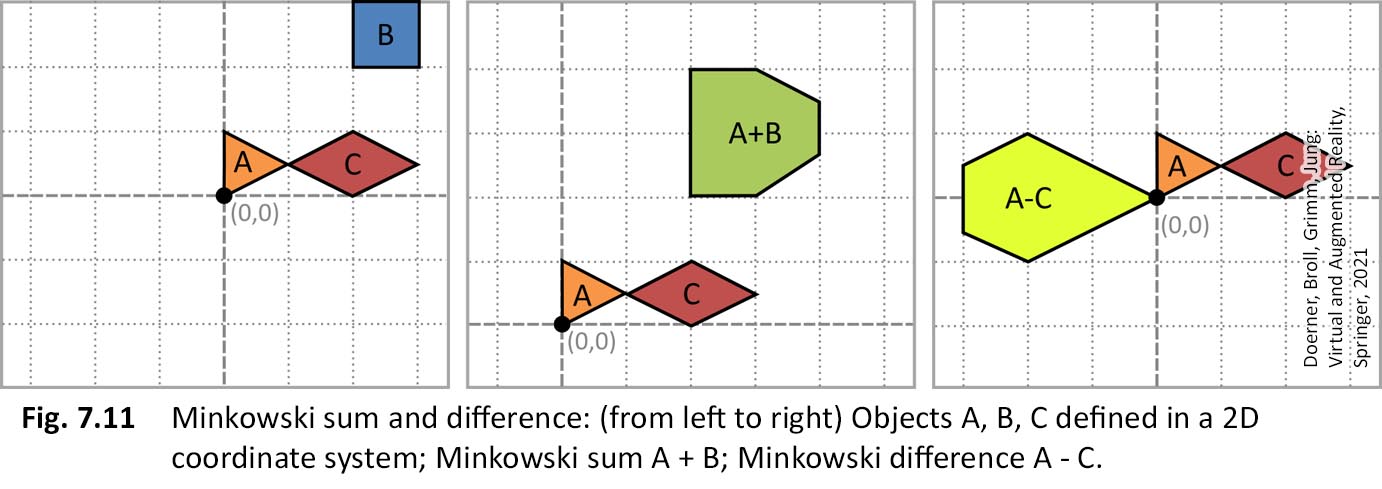 B
A
C
(0,0)
A+B
A
C
(0,0)
A-C
A
C
(0,0)
Doerner, Broll, Grimm, Jung:
Virtual and Augmented Reality,
Springer, 2021
Fig. 7.11 Minkowski sum and difference: (from left to right) Objects A, B, C defined in a 2D
coordinate system; Minkowski sum A + B; Minkowski difference A - C.